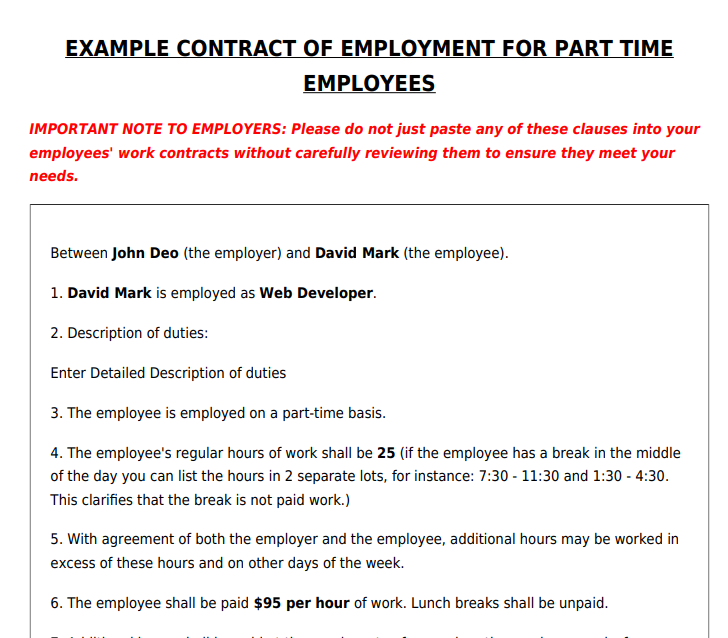 EXAMPLE CONTRACT OF EMPLOYMENT FOR PART TIME
EMPLOYEES
IMPORTANT NOTE TO EMPLOYERS: Please do not just paste any of these clauses into your
employees' work contracts without carefully reviewing them to ensure they meet your
needs.
Between John Deo (the employer) and David Mark (the employee).
1. David Mark is employed as Web Developer.
2. Description of duties:
Enter Detailed Description of duties
3. The employee is employed on a part-time basis.
4. The employee's regular hours of work shall be 25 (if the employee has a break in the middle
of the day you can list the hours in 2 separate lots, for instance: 7:30 - 11:30 and 1:30 - 4:30.
This clarifies that the break is not paid work.)
5. With agreement of both the employer and the employee, additional hours may be worked in
excess of these hours and on other days of the week.
6. The employee shall be paid $95 per hour of work. Lunch breaks shall be unpaid.